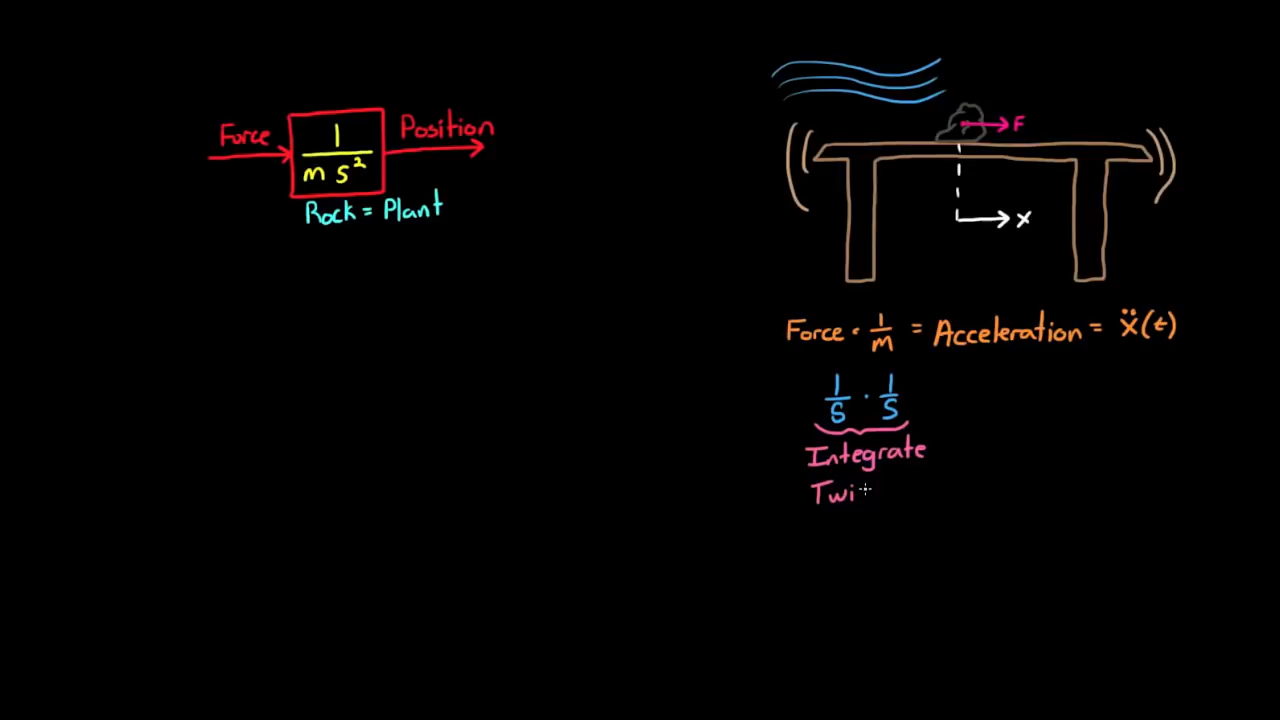 Force
1
m s²
Position
Rock = Plant
F
x
Force · 1/m = Acceleration = ẍ(t)
1/s · 1/s
Integrate
Twi